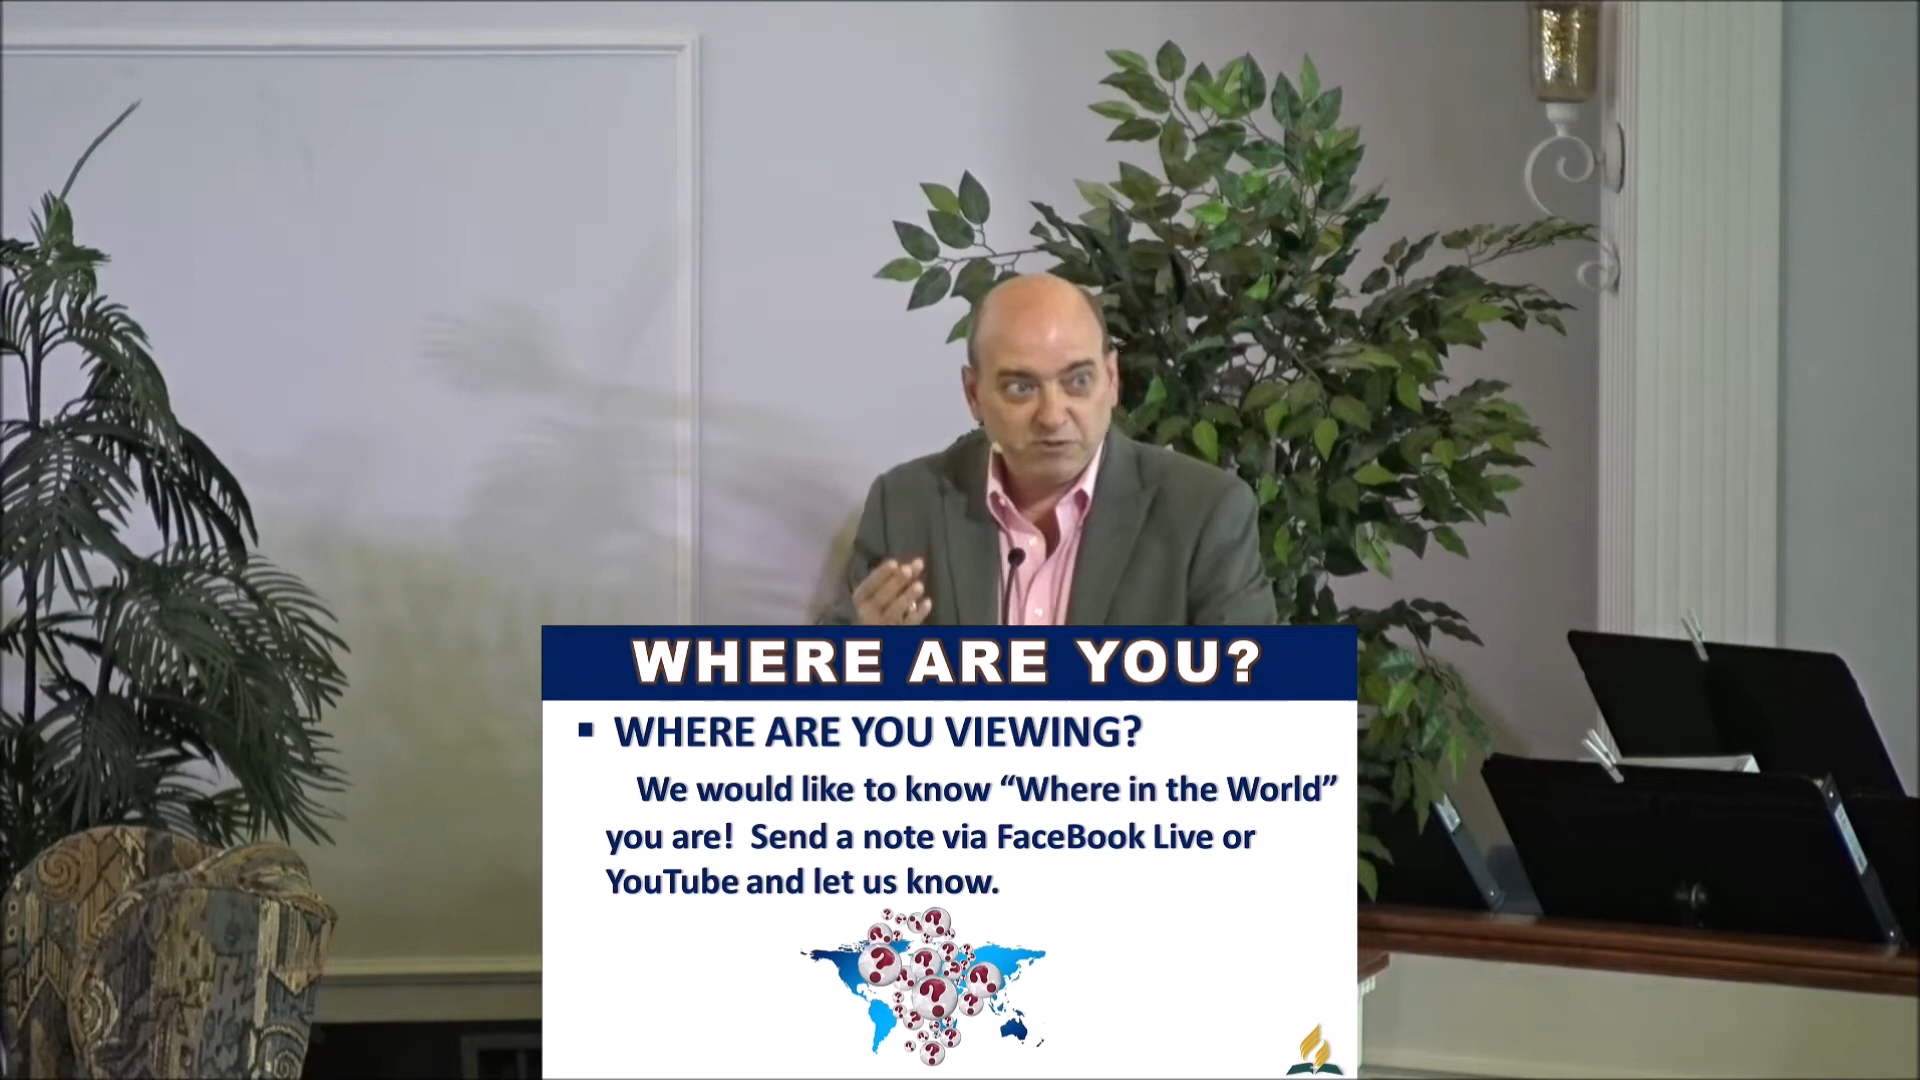 WHERE ARE YOU?
▪ WHERE ARE YOU VIEWING?
We would like to know “Where in the World”
you are!  Send a note via FaceBook Live or
YouTube and let us know.